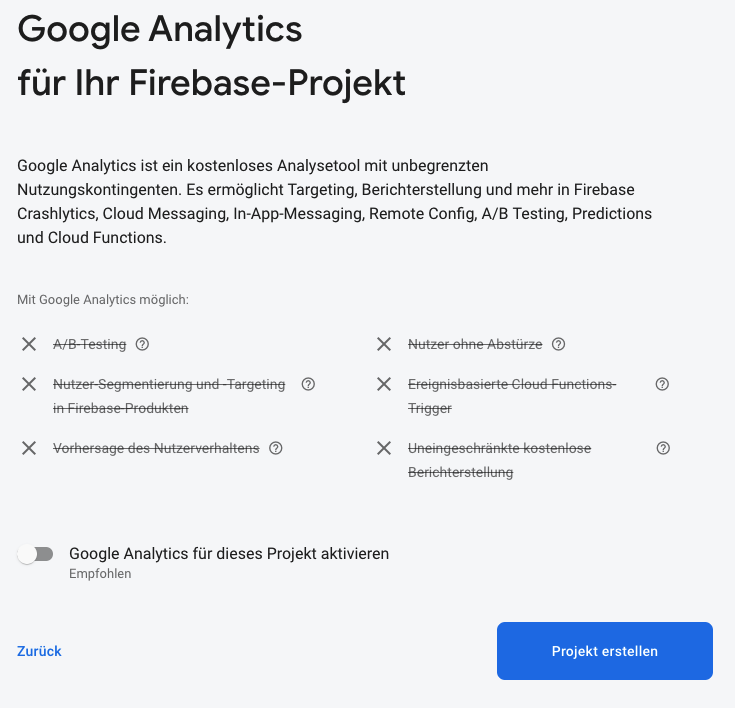 Google Analytics
für Ihr Firebase-Projekt
Google Analytics ist ein kostenloses Analysetool mit unbegrenzten
Nutzungskontingenten. Es ermöglicht Targeting, Berichterstellung und mehr in Firebase
Crashlytics, Cloud Messaging, In-App-Messaging, Remote Config, A/B Testing, Predictions
und Cloud Functions.
Mit Google Analytics möglich:
A/B-Testing
Nutzer ohne Abstürze
Nutzer-Segmentierung und -Targeting
in Firebase-Produkten
Ereignisbasierte Cloud Functions-
Trigger
Vorhersage des Nutzerverhaltens
Uneingeschränkte kostenlose
Berichterstellung
Google Analytics für dieses Projekt aktivieren
Empfohlen
Zurück
Projekt erstellen